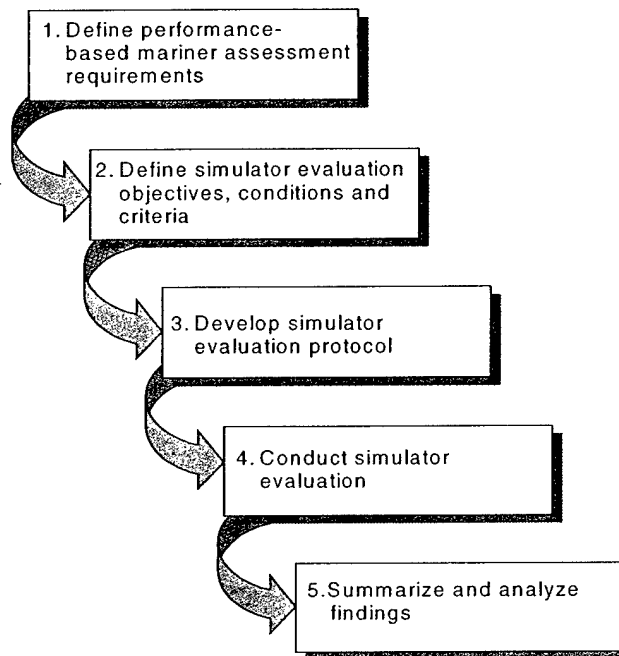 1. Define performance-
based mariner assessment
requirements
2. Define simulator evaluation
objectives, conditions and
criteria
3. Develop simulator
evaluation protocol
4. Conduct simulator
evaluation
5. Summarize and analyze
findings